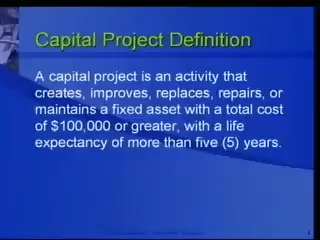 Capital Project Definition
A capital project is an activity that
creates, improves, replaces, repairs, or
maintains a fixed asset with a total cost
of $100,000 or greater, with a life
expectancy of more than five (5) years.